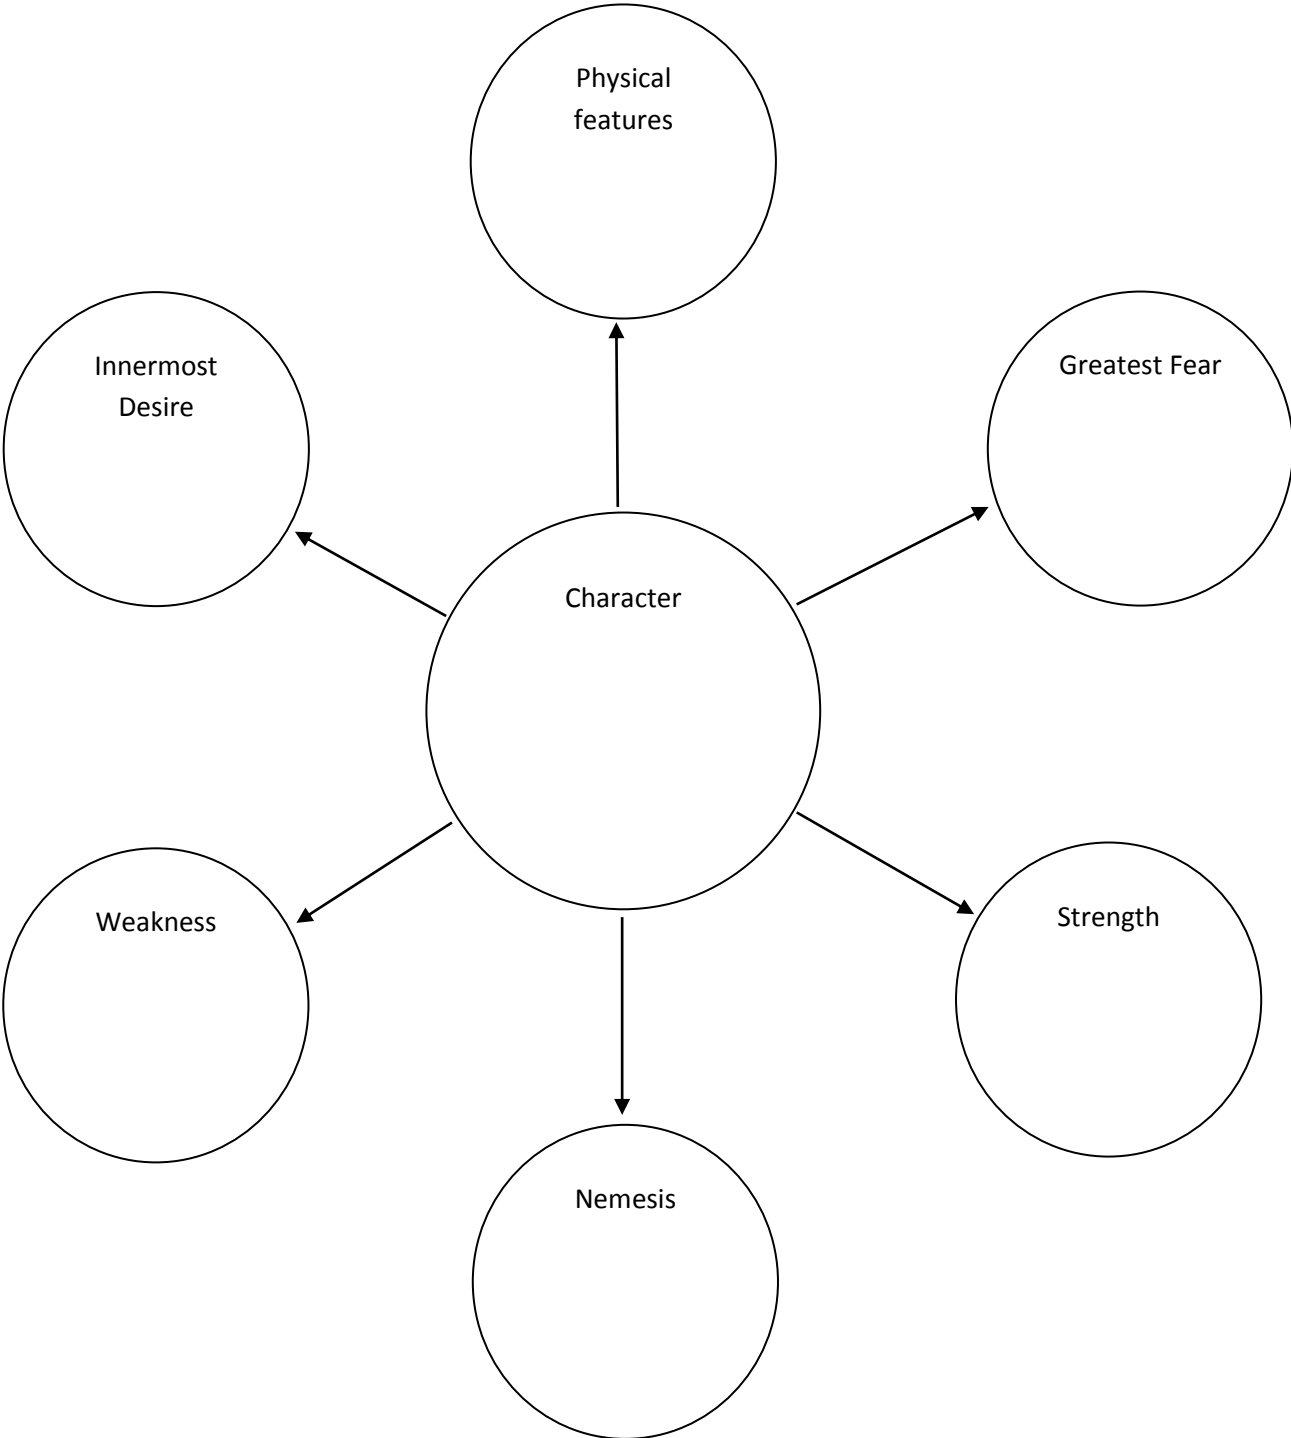 Physical
features
Innermost
Desire
Greatest Fear
Character
Weakness
Strength
Nemesis